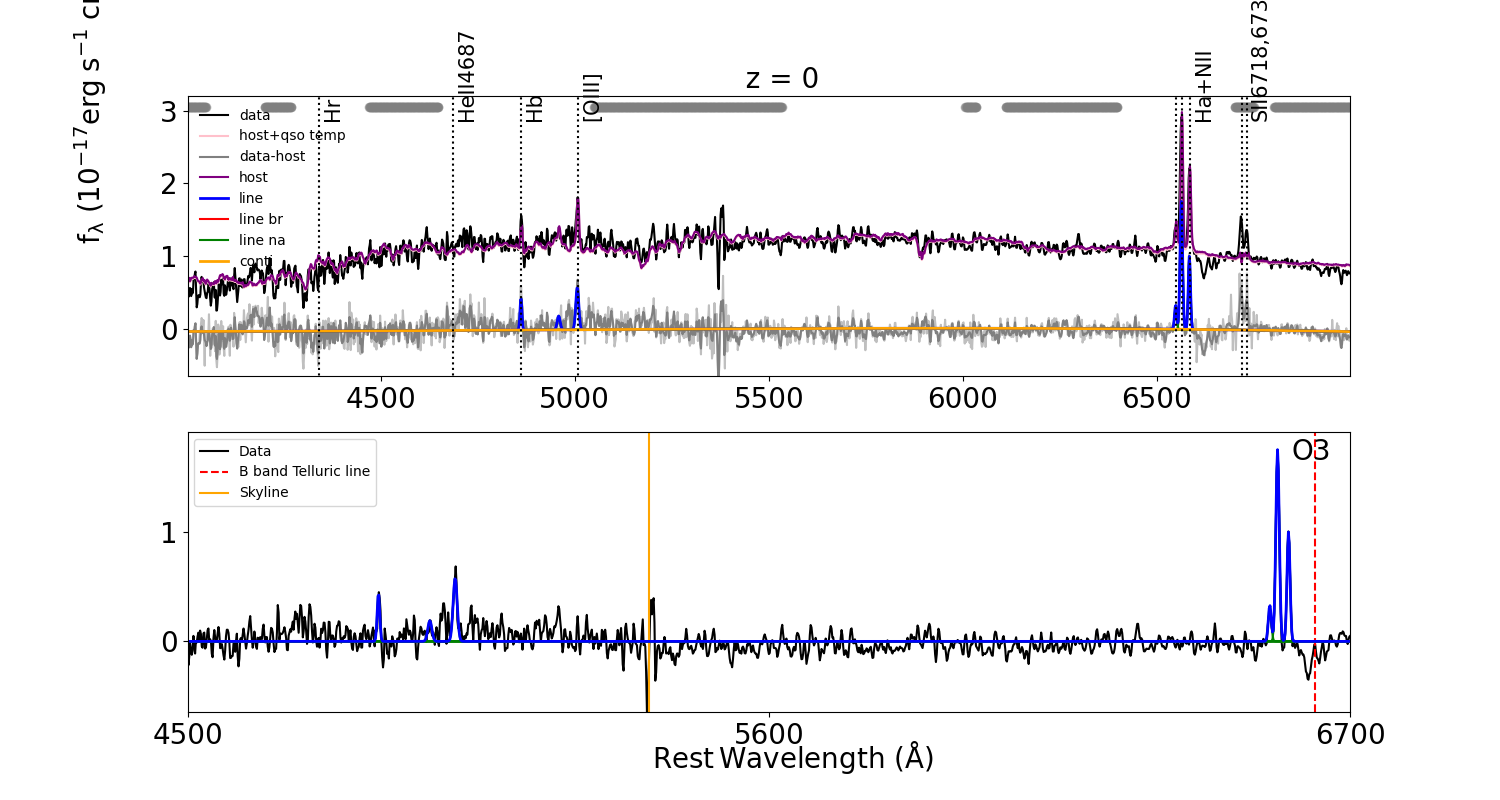 z = 0
f_λ (10^−17 erg s^−1
Hr
HeII4687
Hb
[OIII]
Ha+NII
SII6718,673
data
host+qso temp
data-host
host
line
line br
line na
conti
3
2
1
0
4500 5000 5500 6000 6500
Data
B band Telluric line
Skyline
O3
1
0
4500 5600 6700
Rest Wavelength (Å)